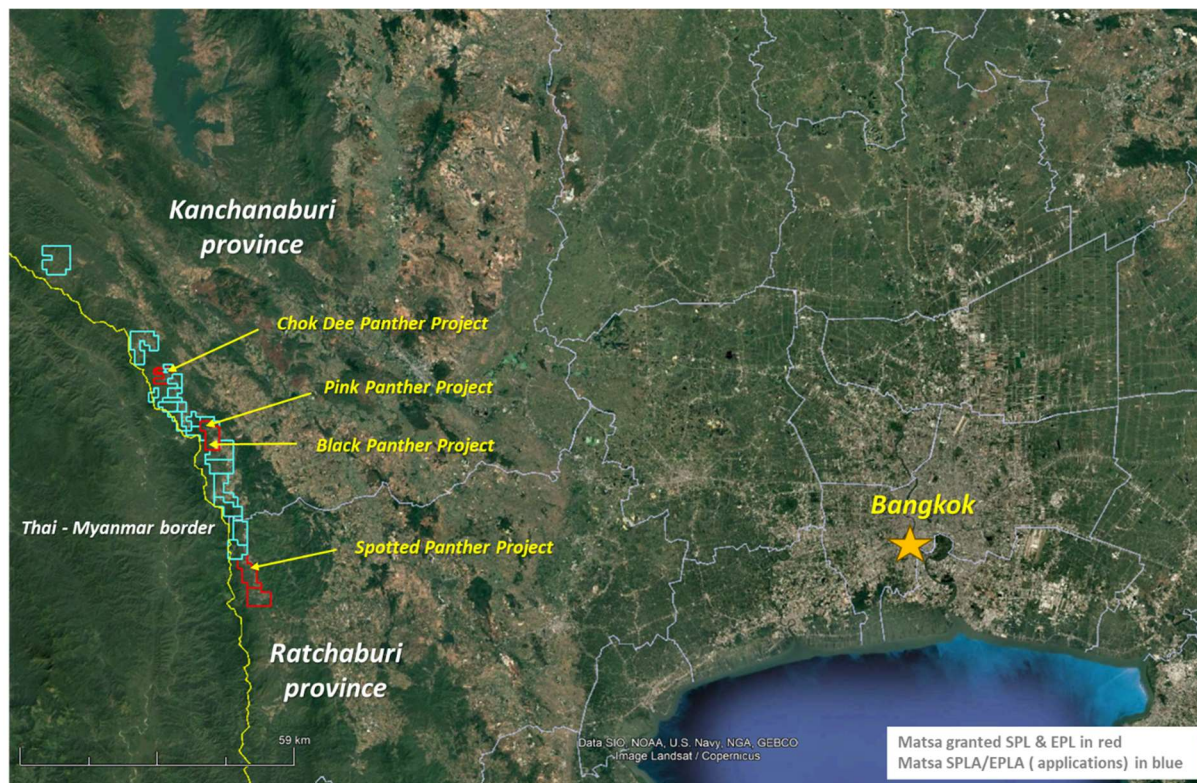 Kanchanaburi
province
Chok Dee Panther Project
Pink Panther Project
Black Panther Project
Bangkok
Thai - Myanmar border
Spotted Panther Project
Ratchaburi
province
59 km
Data SIO, NOAA, U.S. Navy, NGA, GEBCO
Image Landsat / Copernicus
Matsa granted SPL & EPL in red
Matsa SPLA/EPLA ( applications) in blue